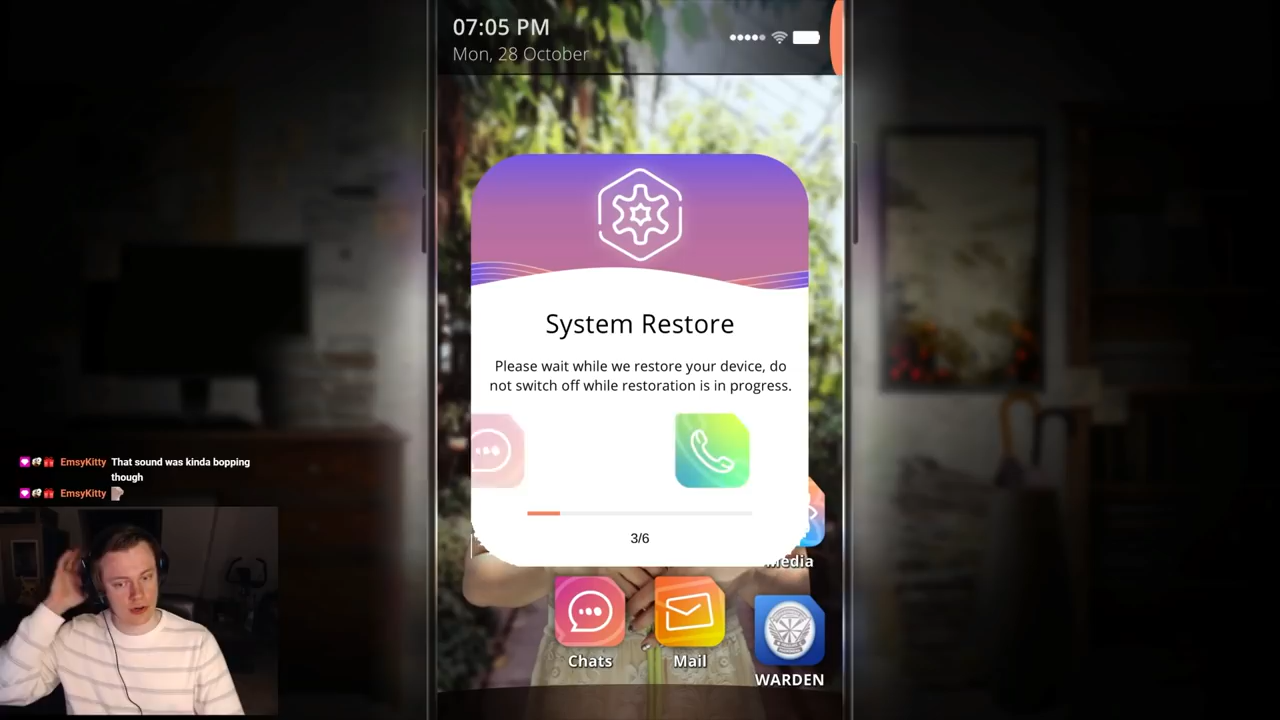 07:05 PM
Mon, 28 October
System Restore
Please wait while we restore your device, do
not switch off while restoration is in progress.
3/6
Media
Chats
Mail
WARDEN
EmsyKitty That sound was kinda bopping
though
EmsyKitty